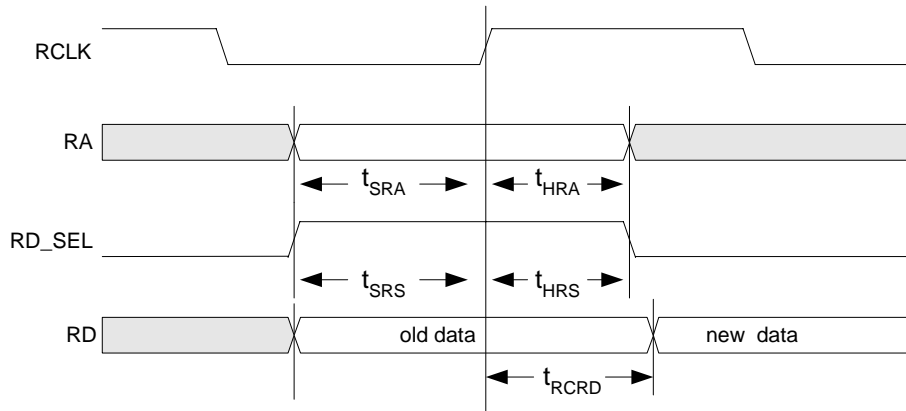 RCLK
RA
tSRA tHRA
RD_SEL
tSRS tHRS
RD old data new data
tRCRD